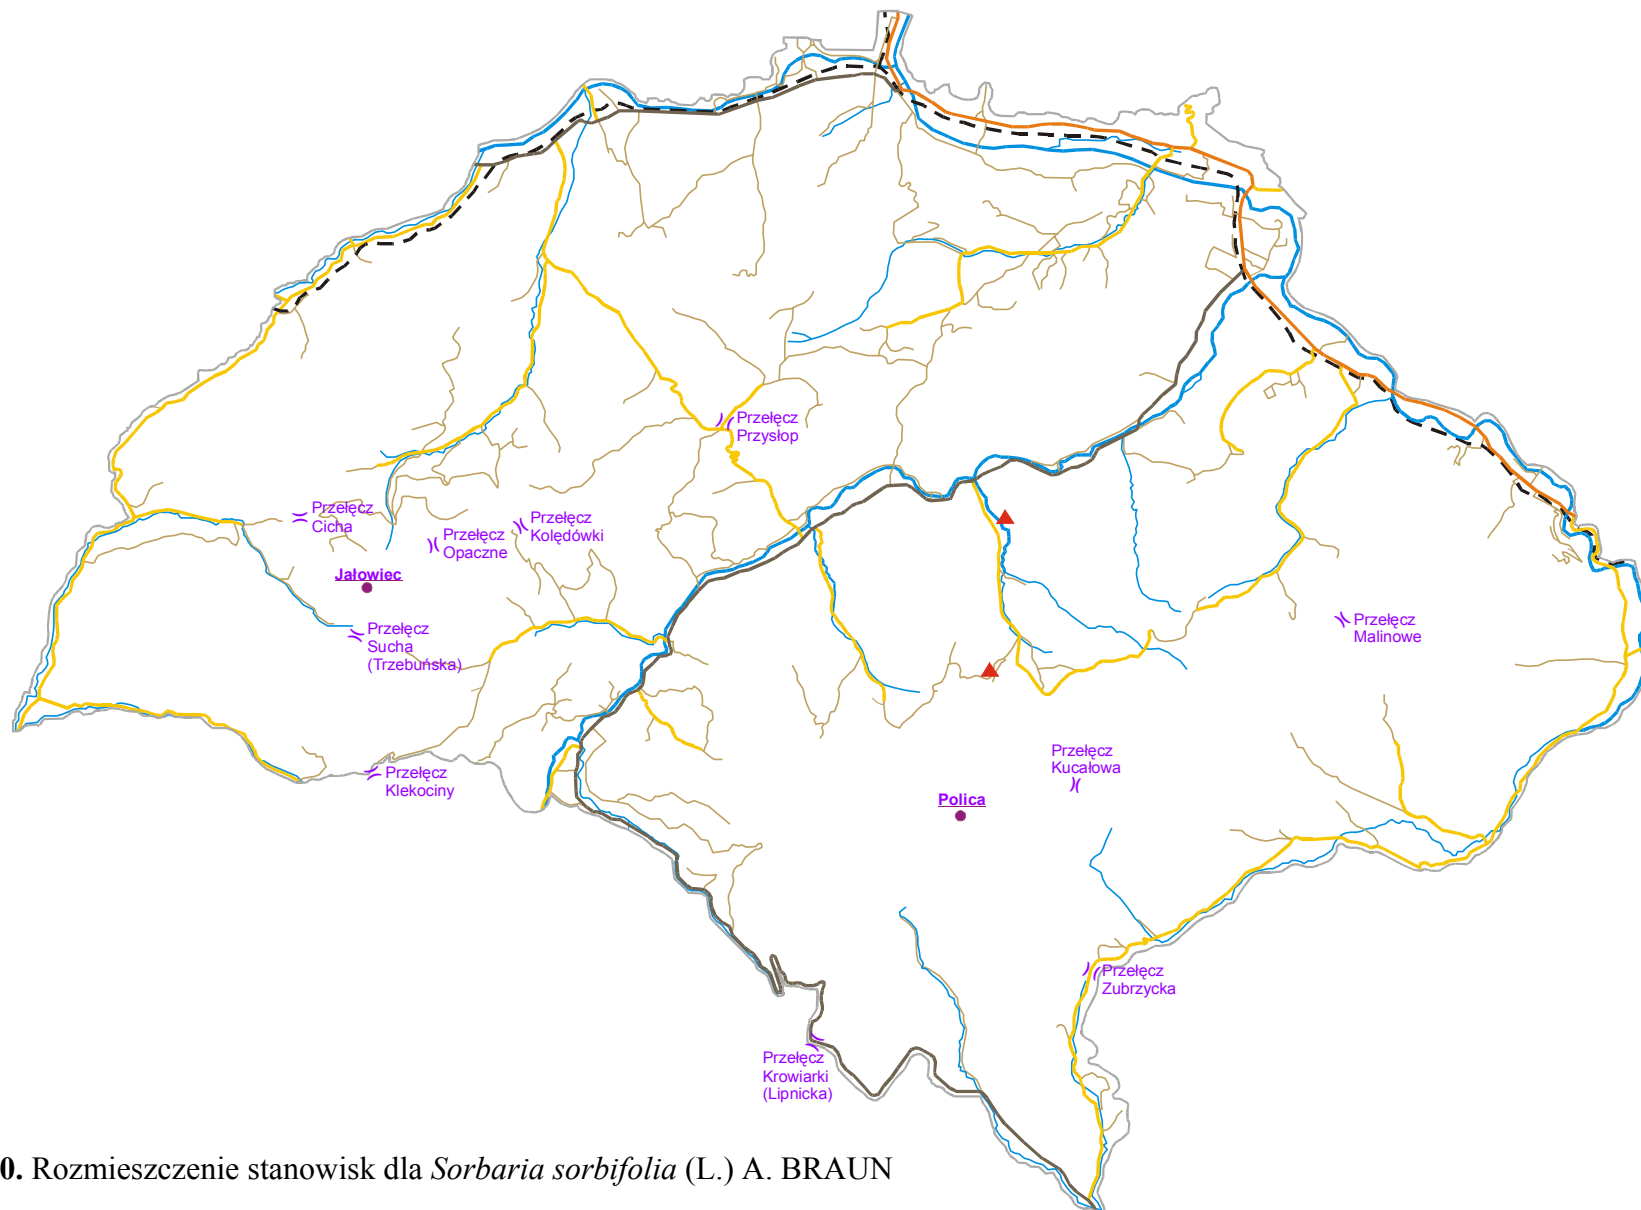 Przełęcz
Przysłop
Przełęcz
Cicha
Przełęcz
Kolędówki
Przełęcz
Opaczne
Jałowiec
Przełęcz
Sucha
(Trzebuńska)
Przełęcz
Malinowe
Przełęcz
Klekociny
Przełęcz
Kucałowa
Polica
Przełęcz
Zubrzycka
Przełęcz
Krowiarki
(Lipnicka)
0. Rozmieszczenie stanowisk dla Sorbaria sorbifolia (L.) A. BRAUN